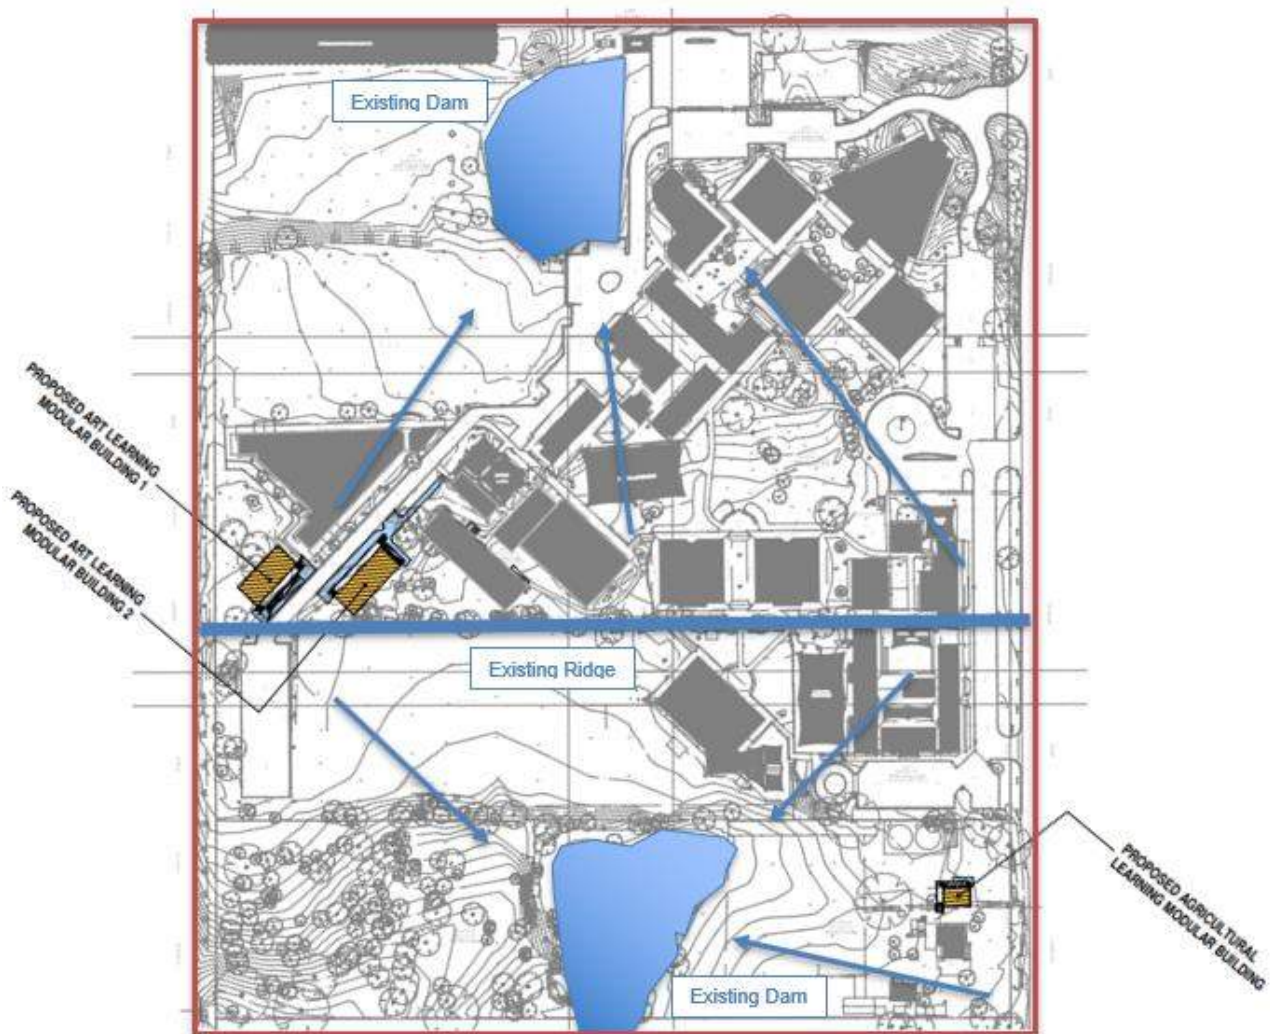 Existing Dam
PROPOSED ART LEARNING
MODULAR BUILDING 1
PROPOSED ART LEARNING
MODULAR BUILDING 2
Existing Ridge
PROPOSED AGRICULTURAL
LEARNING MODULAR BUILDING
Existing Dam